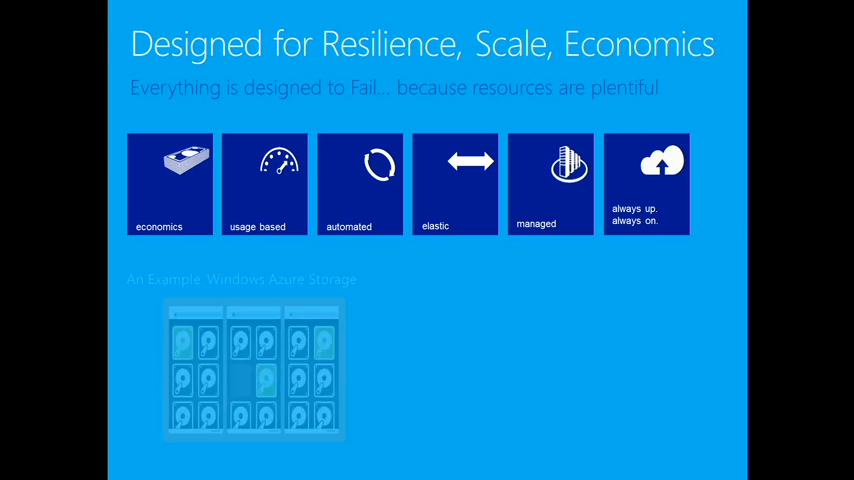 Designed for Resilience, Scale, Economics
Everything is designed to Fail... because resources are plentiful
economics
usage based
automated
elastic
managed
always up.
always on.
An Example Windows Azure Storage